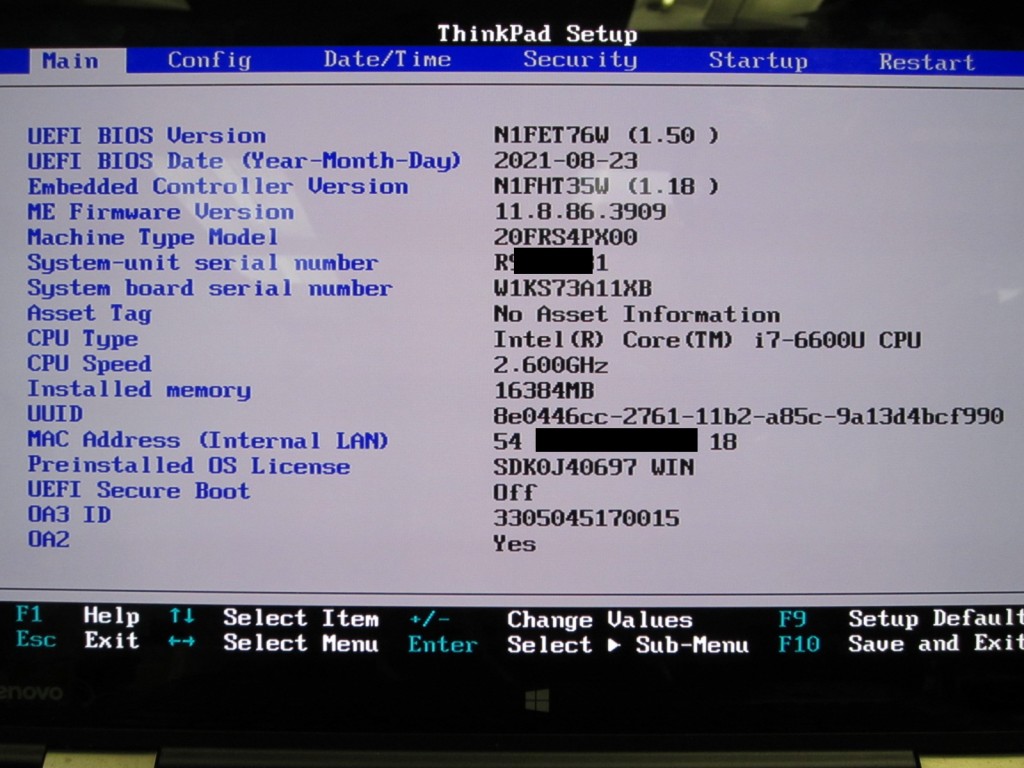 ThinkPad Setup
Main Config Date/Time Security Startup Restart
UEFI BIOS Version N1FET76W (1.50 )
UEFI BIOS Date (Year-Month-Day) 2021-08-23
Embedded Controller Version N1FHT35W (1.18 )
ME Firmware Version 11.8.86.3909
Machine Type Model 20FRS4PX00
System-unit serial number R9 1
System board serial number W1KS73A11XB
Asset Tag No Asset Information
CPU Type Intel(R) Core(TM) i7-6600U CPU
CPU Speed 2.600GHz
Installed memory 16384MB
UUID 8e0446cc-2761-11b2-a85c-9a13d4bcf990
MAC Address (Internal LAN) 54 18
Preinstalled OS License SDK0J40697 WIN
UEFI Secure Boot Off
OA3 ID 3305045170015
OA2 Yes
F1 Help ↑↓ Select Item +/- Change Values F9 Setup Default
Esc Exit ←→ Select Menu Enter Select ▶ Sub-Menu F10 Save and Exit
enovo